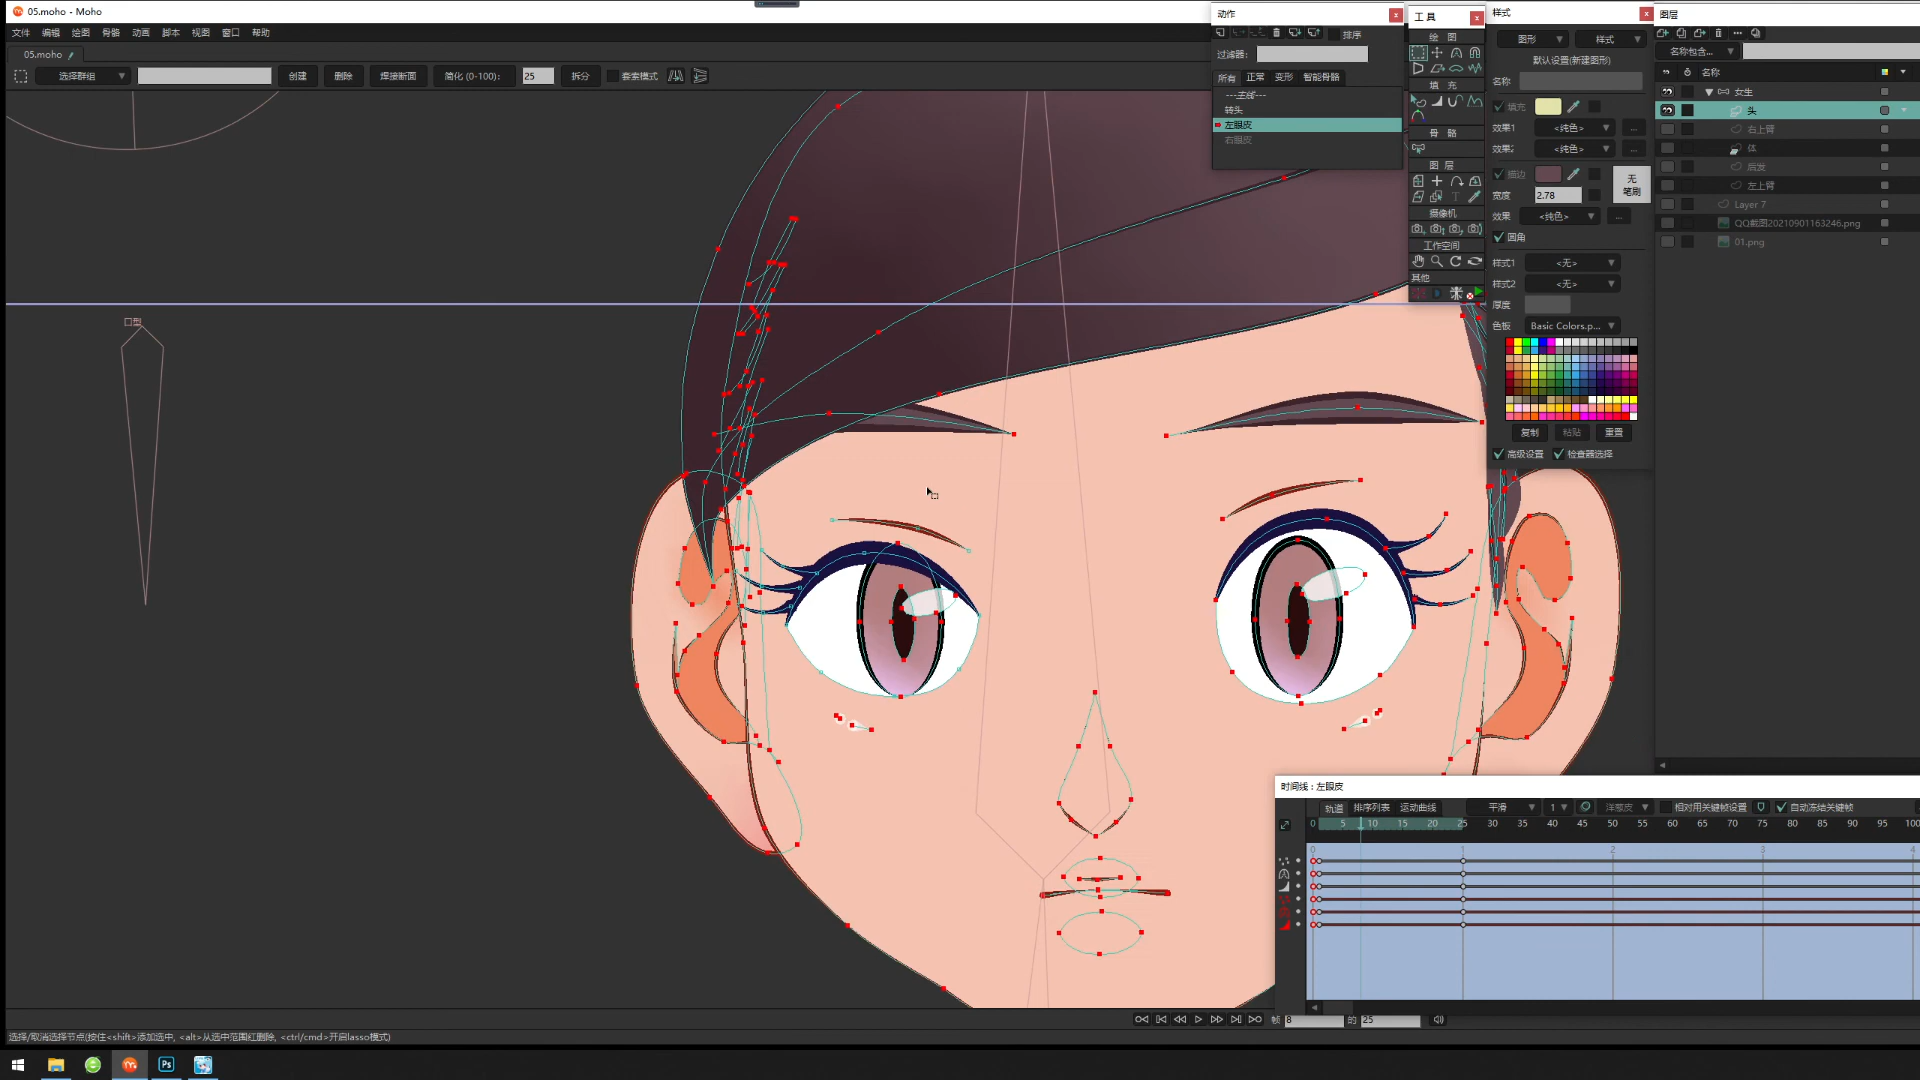 05.moho - Moho
文件 编辑 绘图 骨骼 动画 脚本 视图 窗口 帮助
05.moho
选择群组 创建 删除 焊接断面 简化 (0-100): 25 拆分 套索模式
动作
排序
过滤器:
所有 正常 变形 智能骨骼
---主线---
转头
左眼皮
右眼皮
工具
绘 图
填 充
骨 骼
图 层
摄像机
工作空间
其他
样式
图形 样式
默认设置(新建图形)
名称
填充
效果1 <纯色> ...
效果2 <纯色> ...
描边
无
笔刷
宽度 2.78
效果 <纯色> ...
圆角
样式1 <无>
样式2 <无>
厚度
色板 Basic Colors.p...
复制 粘贴 重置
高级设置 检查器选择
图层
名称包含...
名称
女生
头
右上臂
体
后发
左上臂
Layer 7
QQ截图20210901163246.png
01.png
口型
时间线 : 左眼皮
轨道 排序列表 运动曲线 平滑 1 洋葱皮 相对用关键帧设置 自动冻结关键帧
0 5 10 15 20 25 30 35 40 45 50 55 60 65 70 75 80 85 90 95 100
0 1 2 3 4
帧 8 的 25
选择/取消选择节点(按住<shift>添加选中, <alt>从选中范围红删除, <ctrl/cmd>开启lasso模式)
Ps